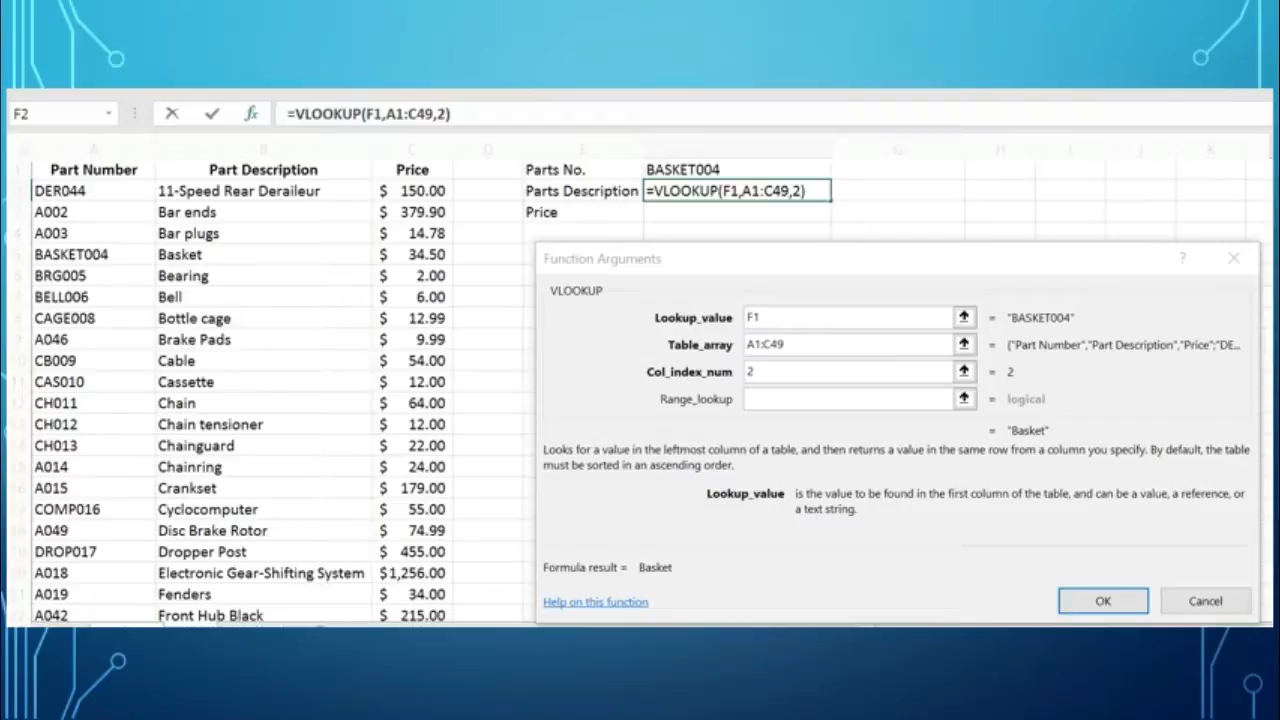 F2 =VLOOKUP(F1,A1:C49,2)
A B C D E G H I J K
Part Number Part Description Price Parts No. BASKET004
DER044 11-Speed Rear Deraileur $ 150.00 Parts Description =VLOOKUP(F1,A1:C49,2)
A002 Bar ends $ 379.90 Price
A003 Bar plugs $ 14.78
BASKET004 Basket $ 34.50
BRG005 Bearing $ 2.00
BELL006 Bell $ 6.00
CAGE008 Bottle cage $ 12.99
A046 Brake Pads $ 9.99
CB009 Cable $ 54.00
CAS010 Cassette $ 12.00
CH011 Chain $ 64.00
CH012 Chain tensioner $ 12.00
CH013 Chainguard $ 22.00
A014 Chainring $ 24.00
A015 Crankset $ 179.00
COMP016 Cyclocomputer $ 55.00
A049 Disc Brake Rotor $ 74.99
DROP017 Dropper Post $ 455.00
A018 Electronic Gear-Shifting System $1,256.00
A019 Fenders $ 34.00
A042 Front Hub Black $ 215.00
Function Arguments ? ×
VLOOKUP
Lookup_value F1 = "BASKET004"
Table_array A1:C49 = {"Part Number","Part Description","Price";"DE...
Col_index_num 2 = 2
Range_lookup = logical
= "Basket"
Looks for a value in the leftmost column of a table, and then returns a value in the same row from a column you specify. By default, the table
must be sorted in an ascending order.
Lookup_value is the value to be found in the first column of the table, and can be a value, a reference, or
a text string.
Formula result = Basket
Help on this function OK Cancel